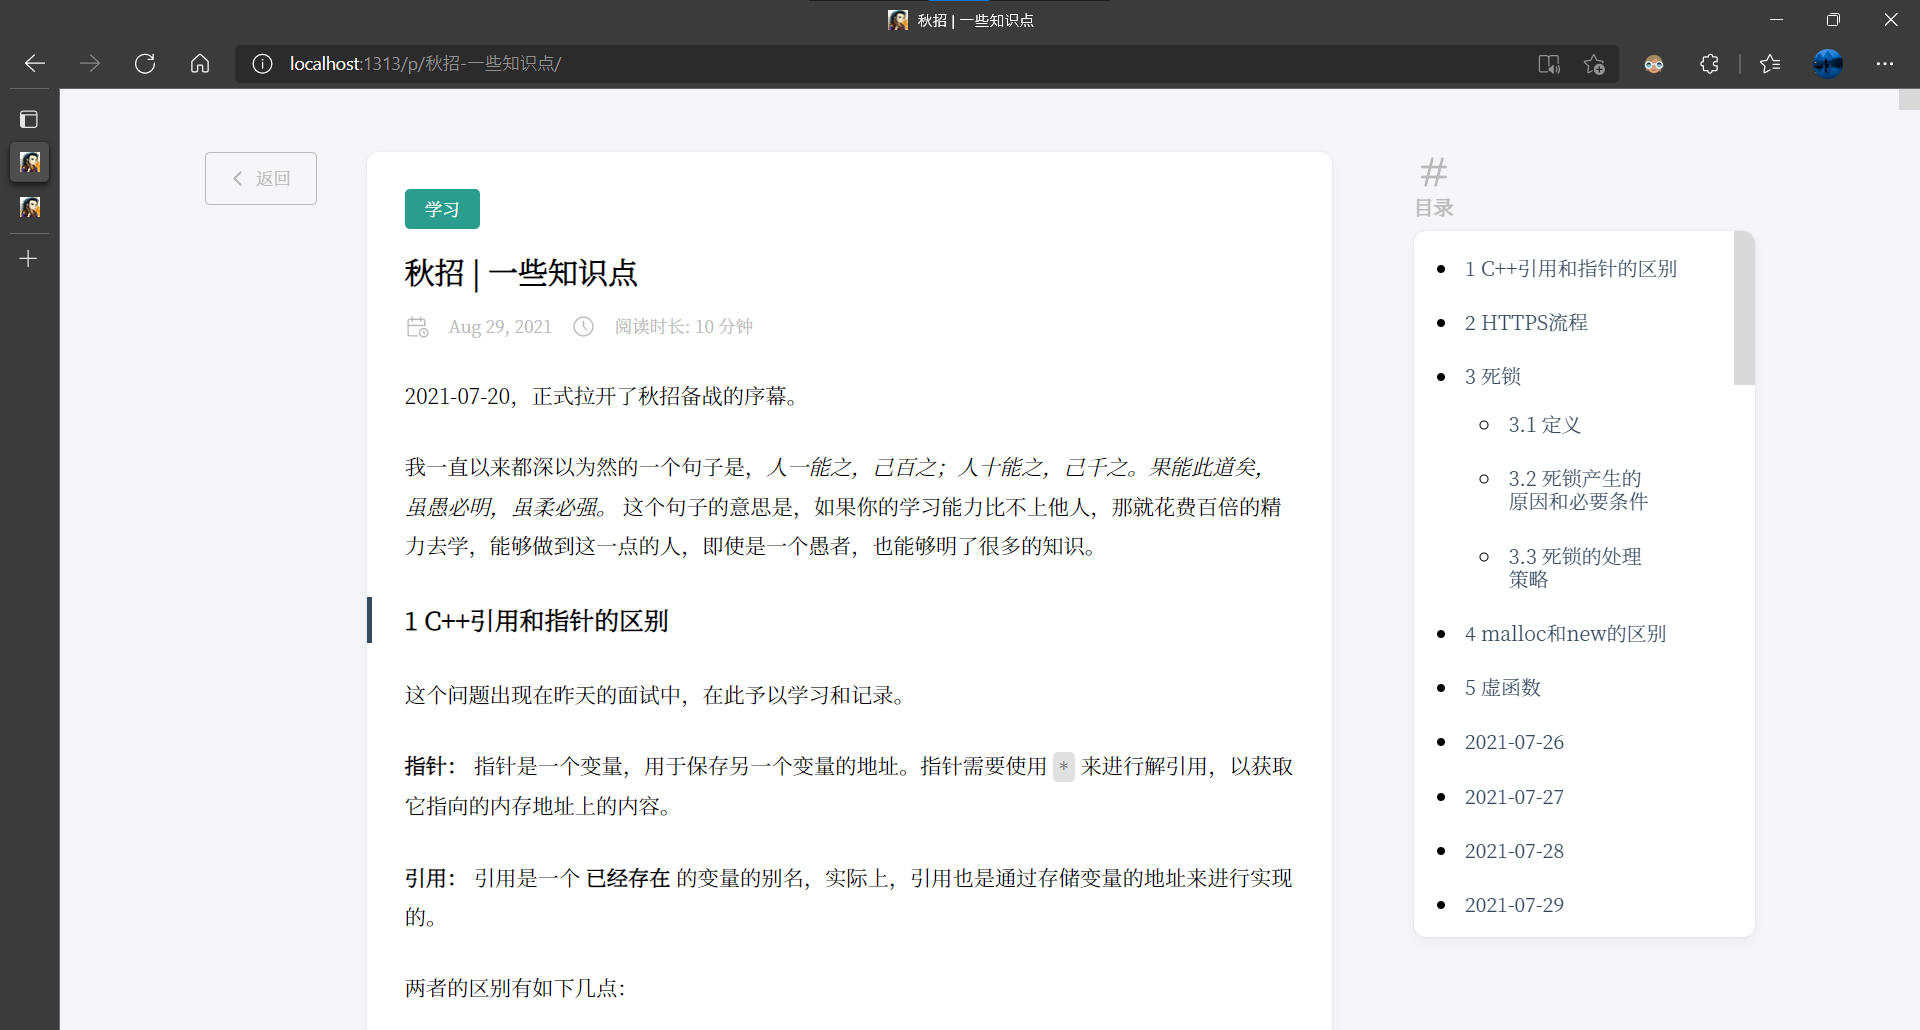 秋招 | 一些知识点
localhost:1313/p/秋招-一些知识点/
返回
学习
秋招 | 一些知识点
Aug 29, 2021 阅读时长: 10 分钟
2021-07-20，正式拉开了秋招备战的序幕。
我一直以来都深以为然的一个句子是，人一能之，己百之；人十能之，己千之。果能此道矣，
虽愚必明，虽柔必强。 这个句子的意思是，如果你的学习能力比不上他人，那就花费百倍的精
力去学，能够做到这一点的人，即使是一个愚者，也能够明了很多的知识。
1 C++引用和指针的区别
这个问题出现在昨天的面试中，在此予以学习和记录。
指针： 指针是一个变量，用于保存另一个变量的地址。指针需要使用 * 来进行解引用，以获取
它指向的内存地址上的内容。
引用： 引用是一个 已经存在 的变量的别名，实际上，引用也是通过存储变量的地址来进行实现
的。
两者的区别有如下几点：
#
目录
1 C++引用和指针的区别
2 HTTPS流程
3 死锁
3.1 定义
3.2 死锁产生的
原因和必要条件
3.3 死锁的处理
策略
4 malloc和new的区别
5 虚函数
2021-07-26
2021-07-27
2021-07-28
2021-07-29